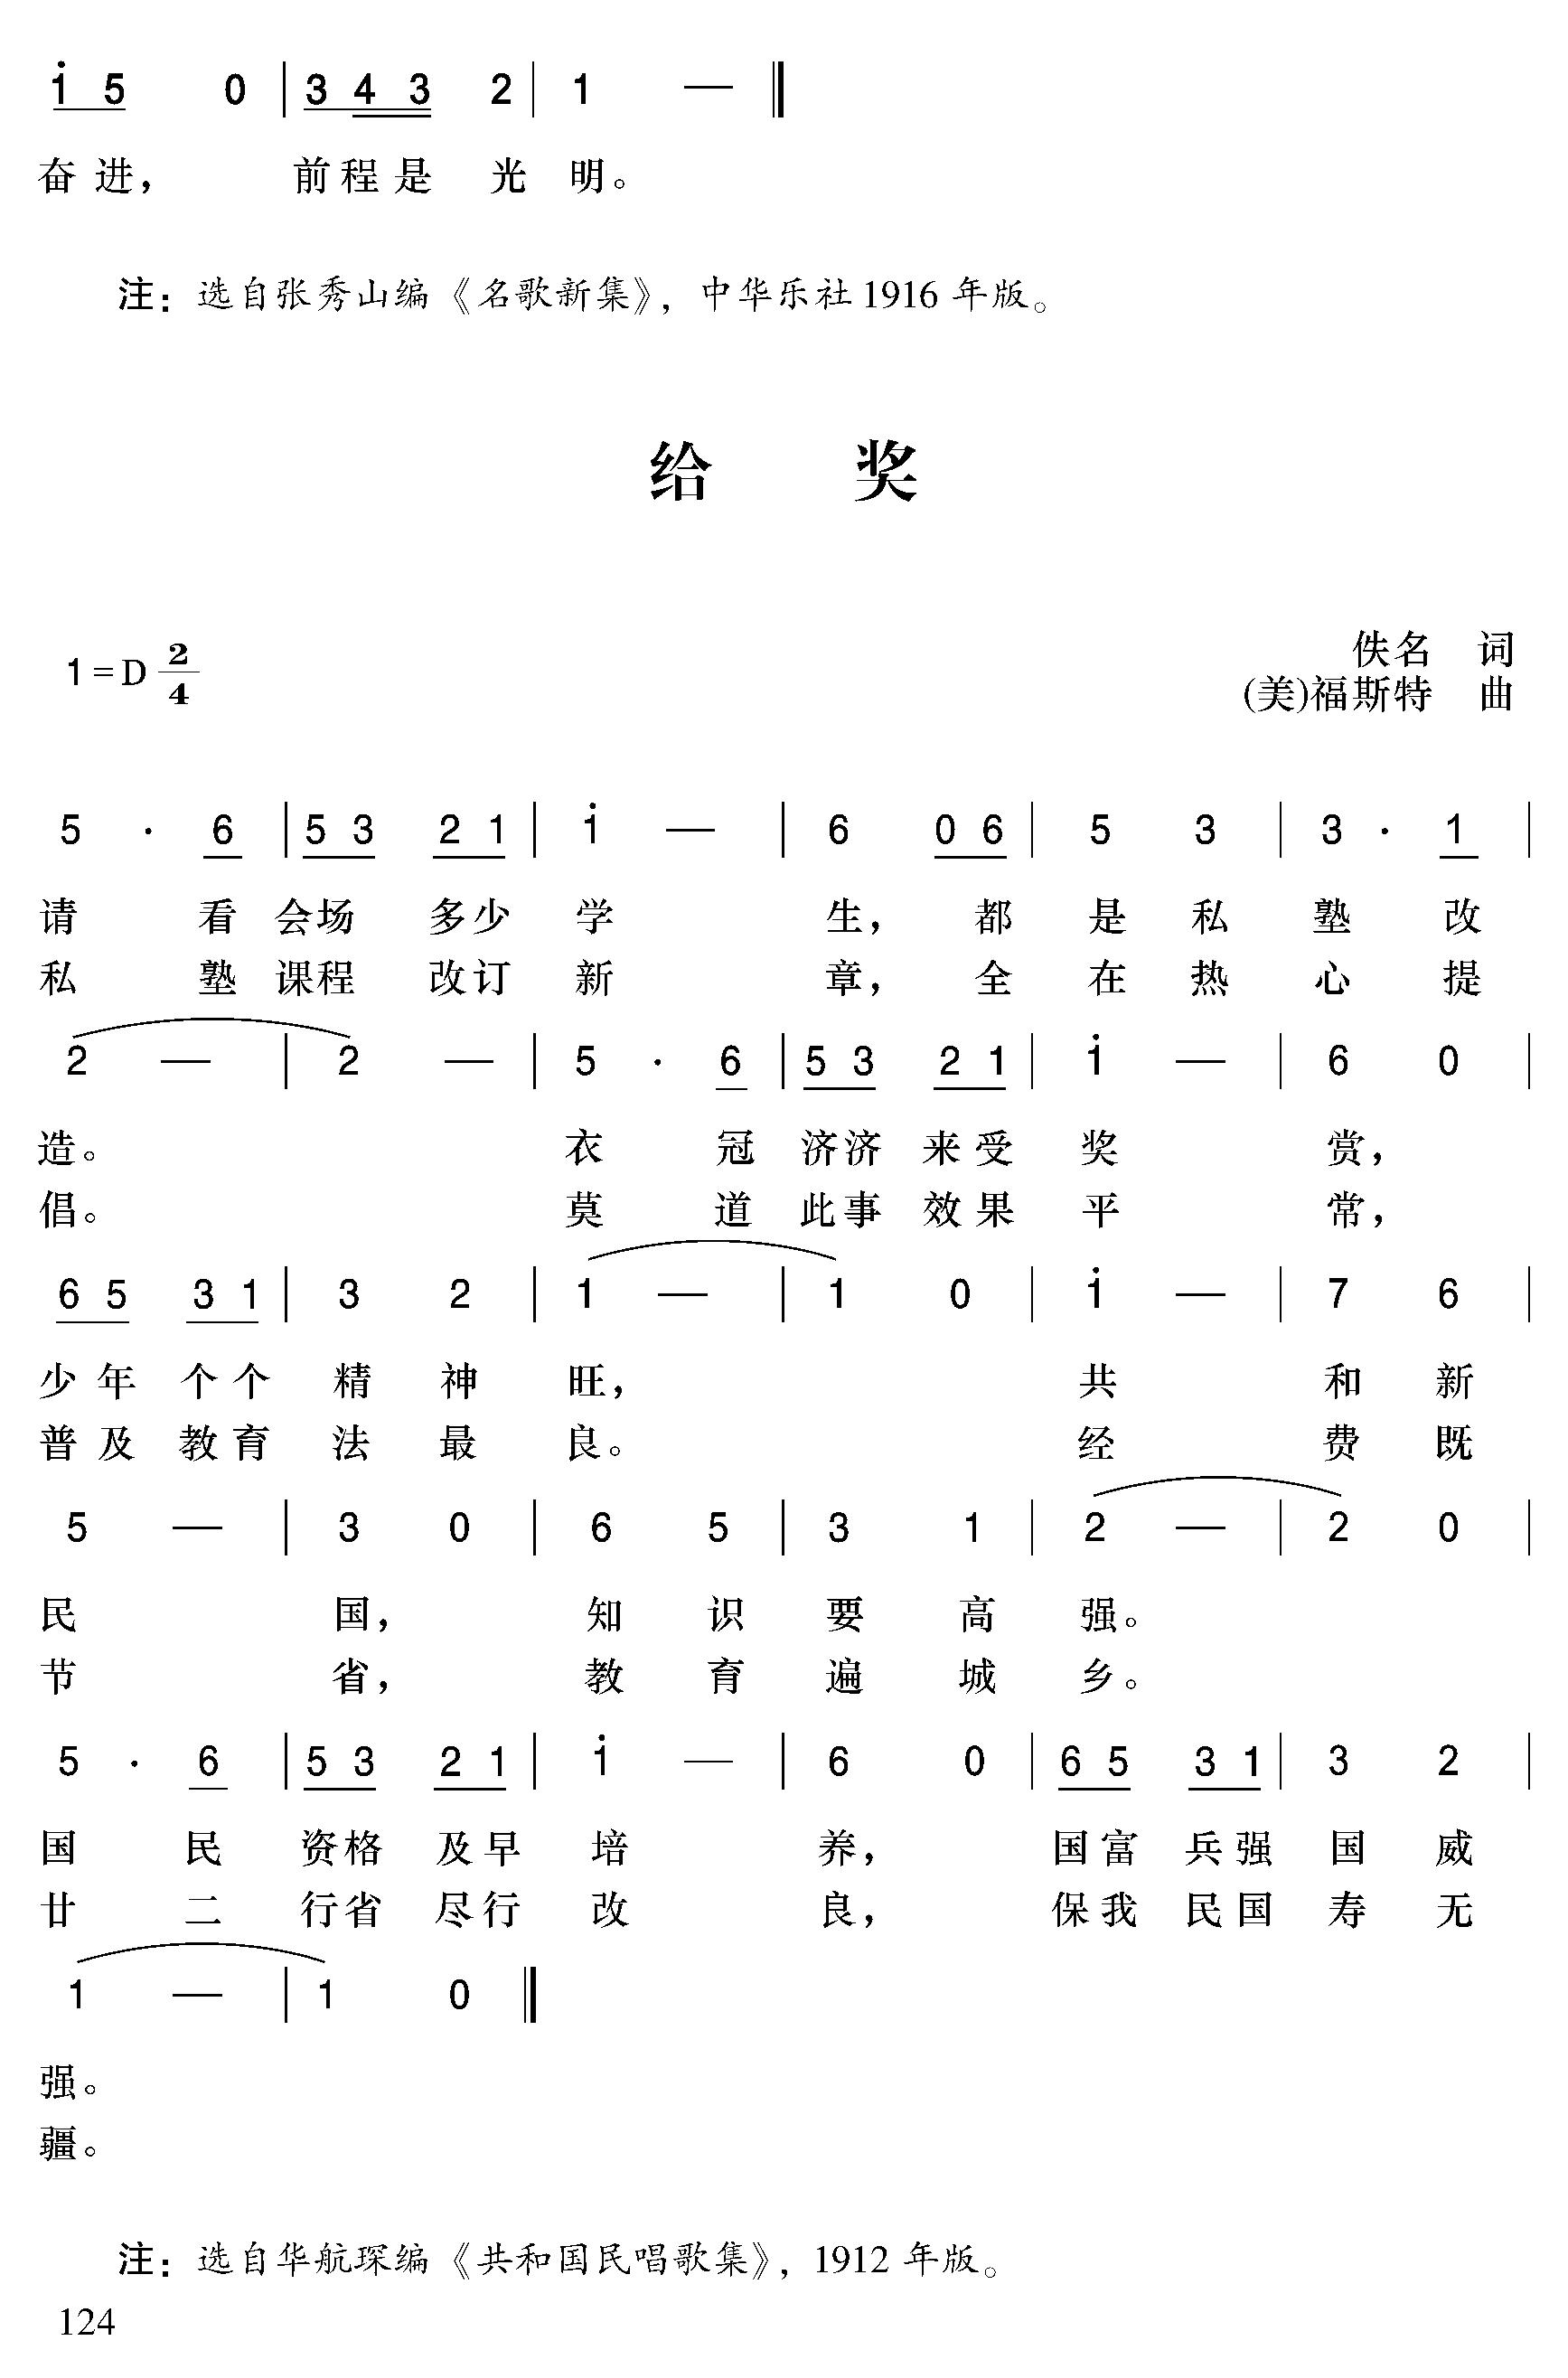 1̇ 5 0 | 3 4 3 2 | 1 — ‖
奋进， 前程是 光 明。
注：选自张秀山编《名歌新集》，中华乐社1916年版。
给 奖
1=D 2/4
佚名 词
(美)福斯特 曲
5 · 6 | 5 3 2 1 | 1̇ — | 6 0 6 | 5 3 | 3 · 1 |
请 看 会场 多少 学 生， 都 是 私 塾 改
私 塾 课程 改订 新 章， 全 在 热 心 提
2 — | 2 — | 5 · 6 | 5 3 2 1 | 1̇ — | 6 0 |
造。 衣 冠 济济 来受 奖 赏，
倡。 莫 道 此事 效果 平 常，
6 5 3 1 | 3 2 | 1 — | 1 0 | 1̇ — | 7 6 |
少年 个个 精 神 旺， 共 和 新
普及 教育 法 最 良。 经 费 既
5 — | 3 0 | 6 5 | 3 1 | 2 — | 2 0 |
民 国， 知 识 要 高 强。
节 省， 教 育 遍 城 乡。
5 · 6 | 5 3 2 1 | 1̇ — | 6 0 | 6 5 3 1 | 3 2 |
国 民 资格 及早 培 养， 国富 兵强 国 威
廿 二 行省 尽行 改 良， 保我 民国 寿 无
1 — | 1 0 ‖
强。
疆。
注：选自华航琛编《共和国民唱歌集》，1912年版。
124